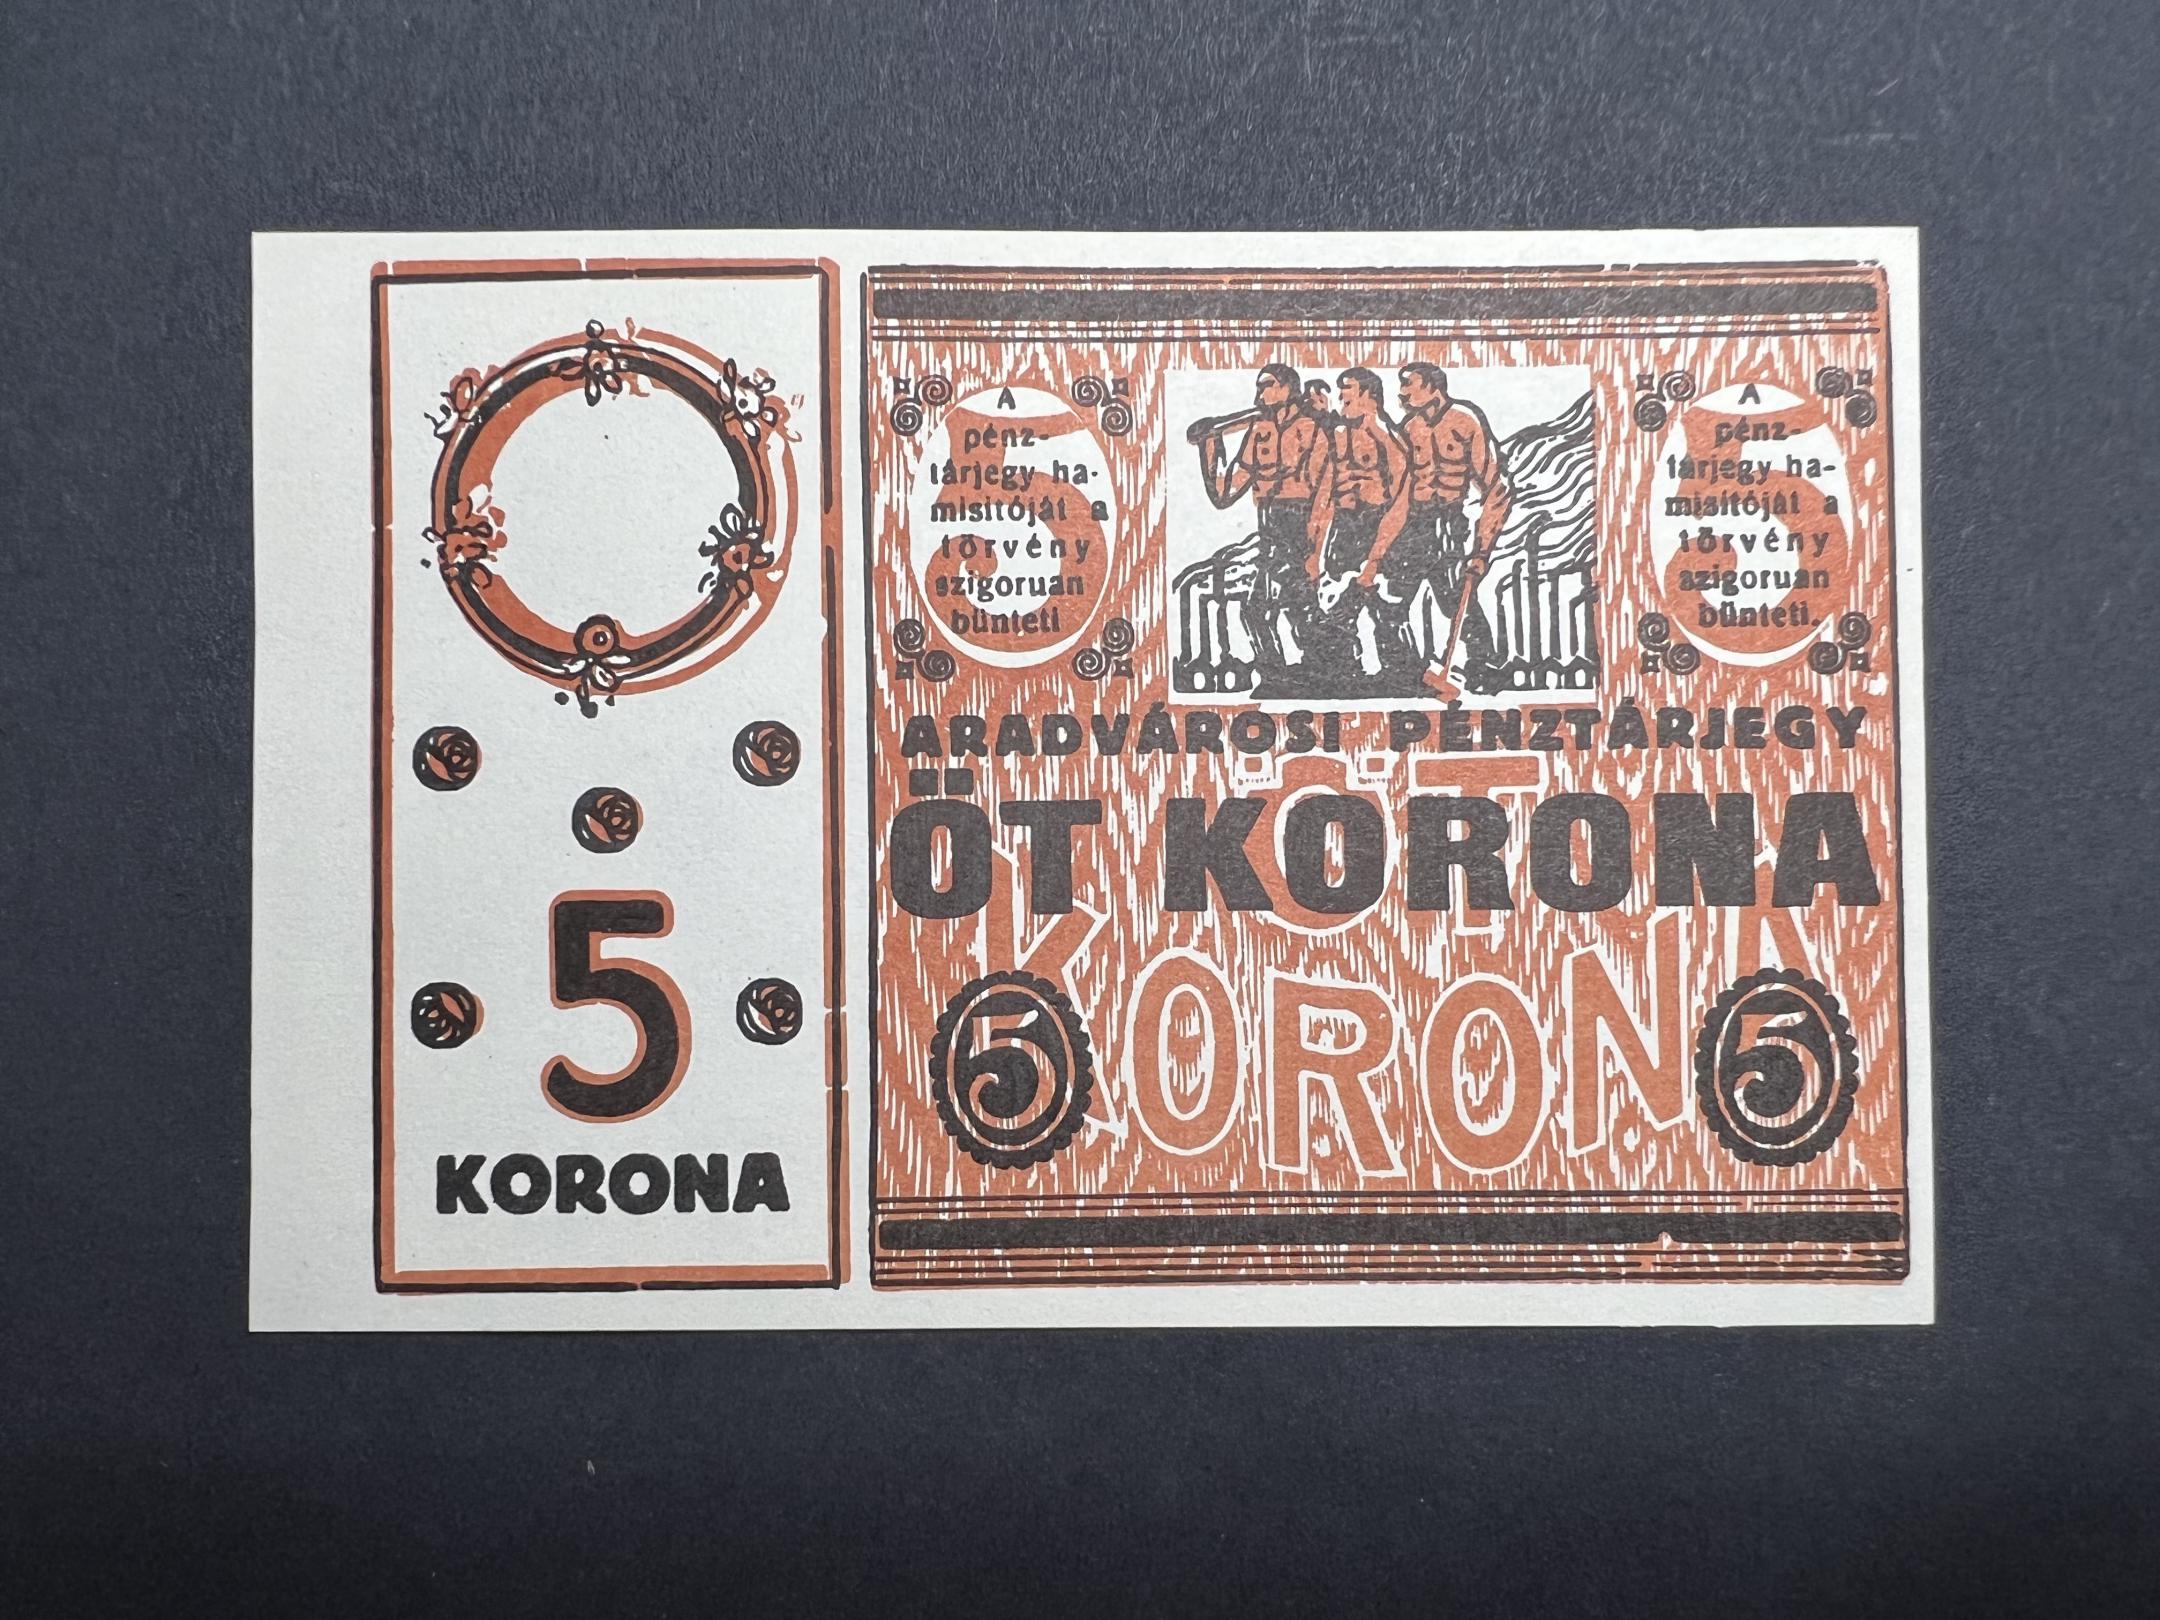 5
KORONA
5
A
pénz-
tárjegy ha-
misitóját a
törvény
szigoruan
bünteti
5
A
pénz-
tárjegy ha-
misitóját a
törvény
szigoruan
bünteti.
ARADVÁROSI PÉNZTÁRJEGY
ÖT KORONA
ÖT
KORONA
5
5